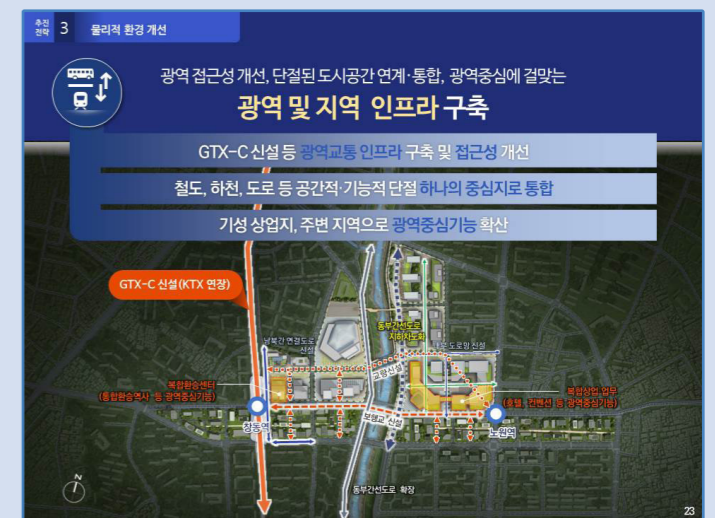 추진
전략 3 물리적 환경 개선
광역 접근성 개선, 단절된 도시공간 연계·통합, 광역중심에 걸맞는
광역 및 지역 인프라 구축
GTX-C 신설 등 광역교통 인프라 구축 및 접근성 개선
철도, 하천, 도로 등 공간적·기능적 단절 하나의 중심지로 통합
기성 상업지, 주변 지역으로 광역중심기능 확산
GTX-C 신설(KTX 연장)
동부간선도로
지하차도화
남북간 연결도로
신설
내부 도로망 신설
교량신설
복합환승센터
(통합환승역사 등 광역중심기능)
복합상업·업무
(호텔, 컨벤션 등 광역중심기능)
창동역
보행교 신설
노원역
동부간선도로 확장
N
23